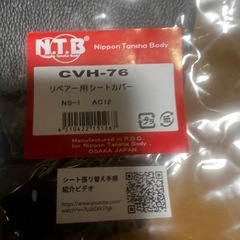 N.T.B
Nippon Tansha Body
CVH-76
リペアー用シートカバー
NS-1 AC12
Manufactured in P.R.C.
for Nippon Tansha Body
OSAKA JAPAN
シート張り替え手順
紹介ビデオ